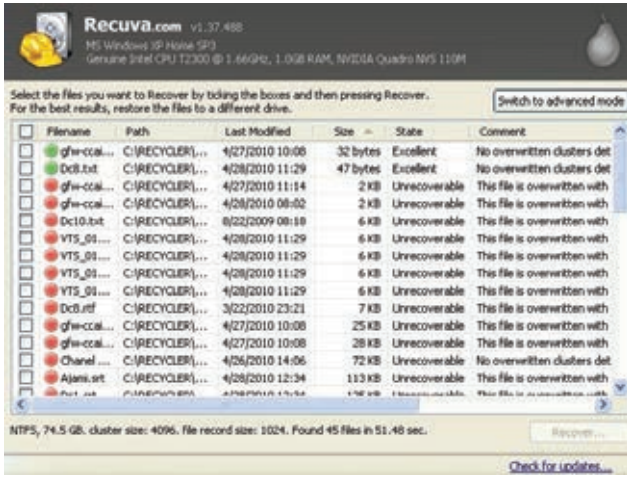 Recuva.com v1.37.488
MS Windows XP Home SP3
Genuine Intel CPU T2300 @ 1.66GHz, 1.0GB RAM, NVIDIA Quadro NVS 110M
Select the files you want to Recover by ticking the boxes and then pressing Recover.
For the best results, restore the files to a different drive.
Switch to advanced mode
Filename Path Last Modified Size State Comment
gfw-ccai... C:\RECYCLER\... 4/27/2010 10:08 32 bytes Excellent No overwritten clusters det
Dc8.txt C:\RECYCLER\... 4/28/2010 11:29 47 bytes Excellent No overwritten clusters det
gfw-ccai... C:\RECYCLER\... 4/27/2010 11:14 2 KB Unrecoverable This file is overwritten with
gfw-ccai... C:\RECYCLER\... 4/28/2010 08:02 2 KB Unrecoverable This file is overwritten with
Dc10.txt C:\RECYCLER\... 8/22/2009 08:18 6 KB Unrecoverable This file is overwritten with
VTS_01.... C:\RECYCLER\... 4/28/2010 11:29 6 KB Unrecoverable This file is overwritten with
VTS_01.... C:\RECYCLER\... 4/28/2010 11:29 6 KB Unrecoverable This file is overwritten with
VTS_01.... C:\RECYCLER\... 4/28/2010 11:29 6 KB Unrecoverable This file is overwritten with
VTS_01.... C:\RECYCLER\... 4/28/2010 11:29 6 KB Unrecoverable This file is overwritten with
Dc8.rtf C:\RECYCLER\... 3/22/2010 23:21 7 KB Unrecoverable This file is overwritten with
gfw-ccai... C:\RECYCLER\... 4/27/2010 10:08 25 KB Unrecoverable This file is overwritten with
gfw-ccai... C:\RECYCLER\... 4/27/2010 10:08 28 KB Unrecoverable This file is overwritten with
Chanel .... C:\RECYCLER\... 4/26/2010 14:06 72 KB Unrecoverable No overwritten clusters det
Ajami.srt C:\RECYCLER\... 4/28/2010 12:34 113 KB Unrecoverable This file is overwritten with
NTFS, 74.5 GB. cluster size: 4096. file record size: 1024. Found 45 files in 51.48 sec.
Recover...
Check for updates...